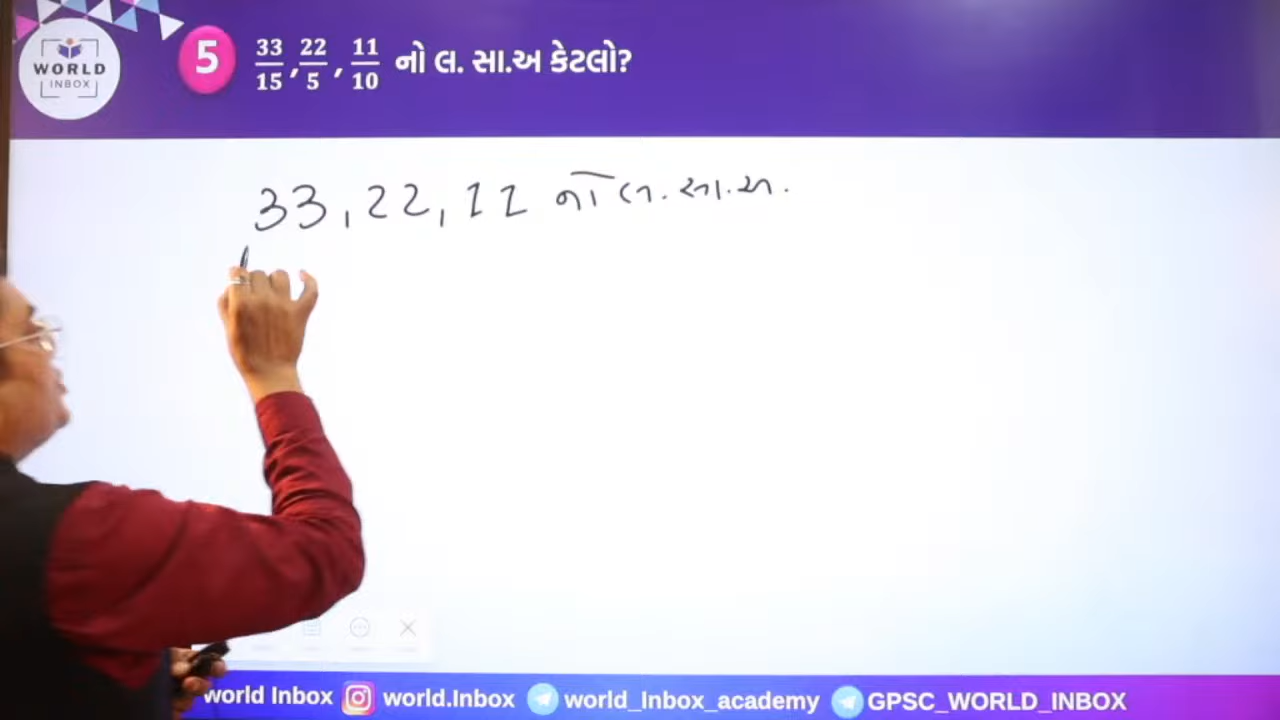 WORLD
INBOX
5 33/15, 22/5, 11/10 નો લ. સા.અ કેટલો?
33, 22, 11 નો લ. સા. અ.
world Inbox world.Inbox world_Inbox_academy GPSC_WORLD_INBOX